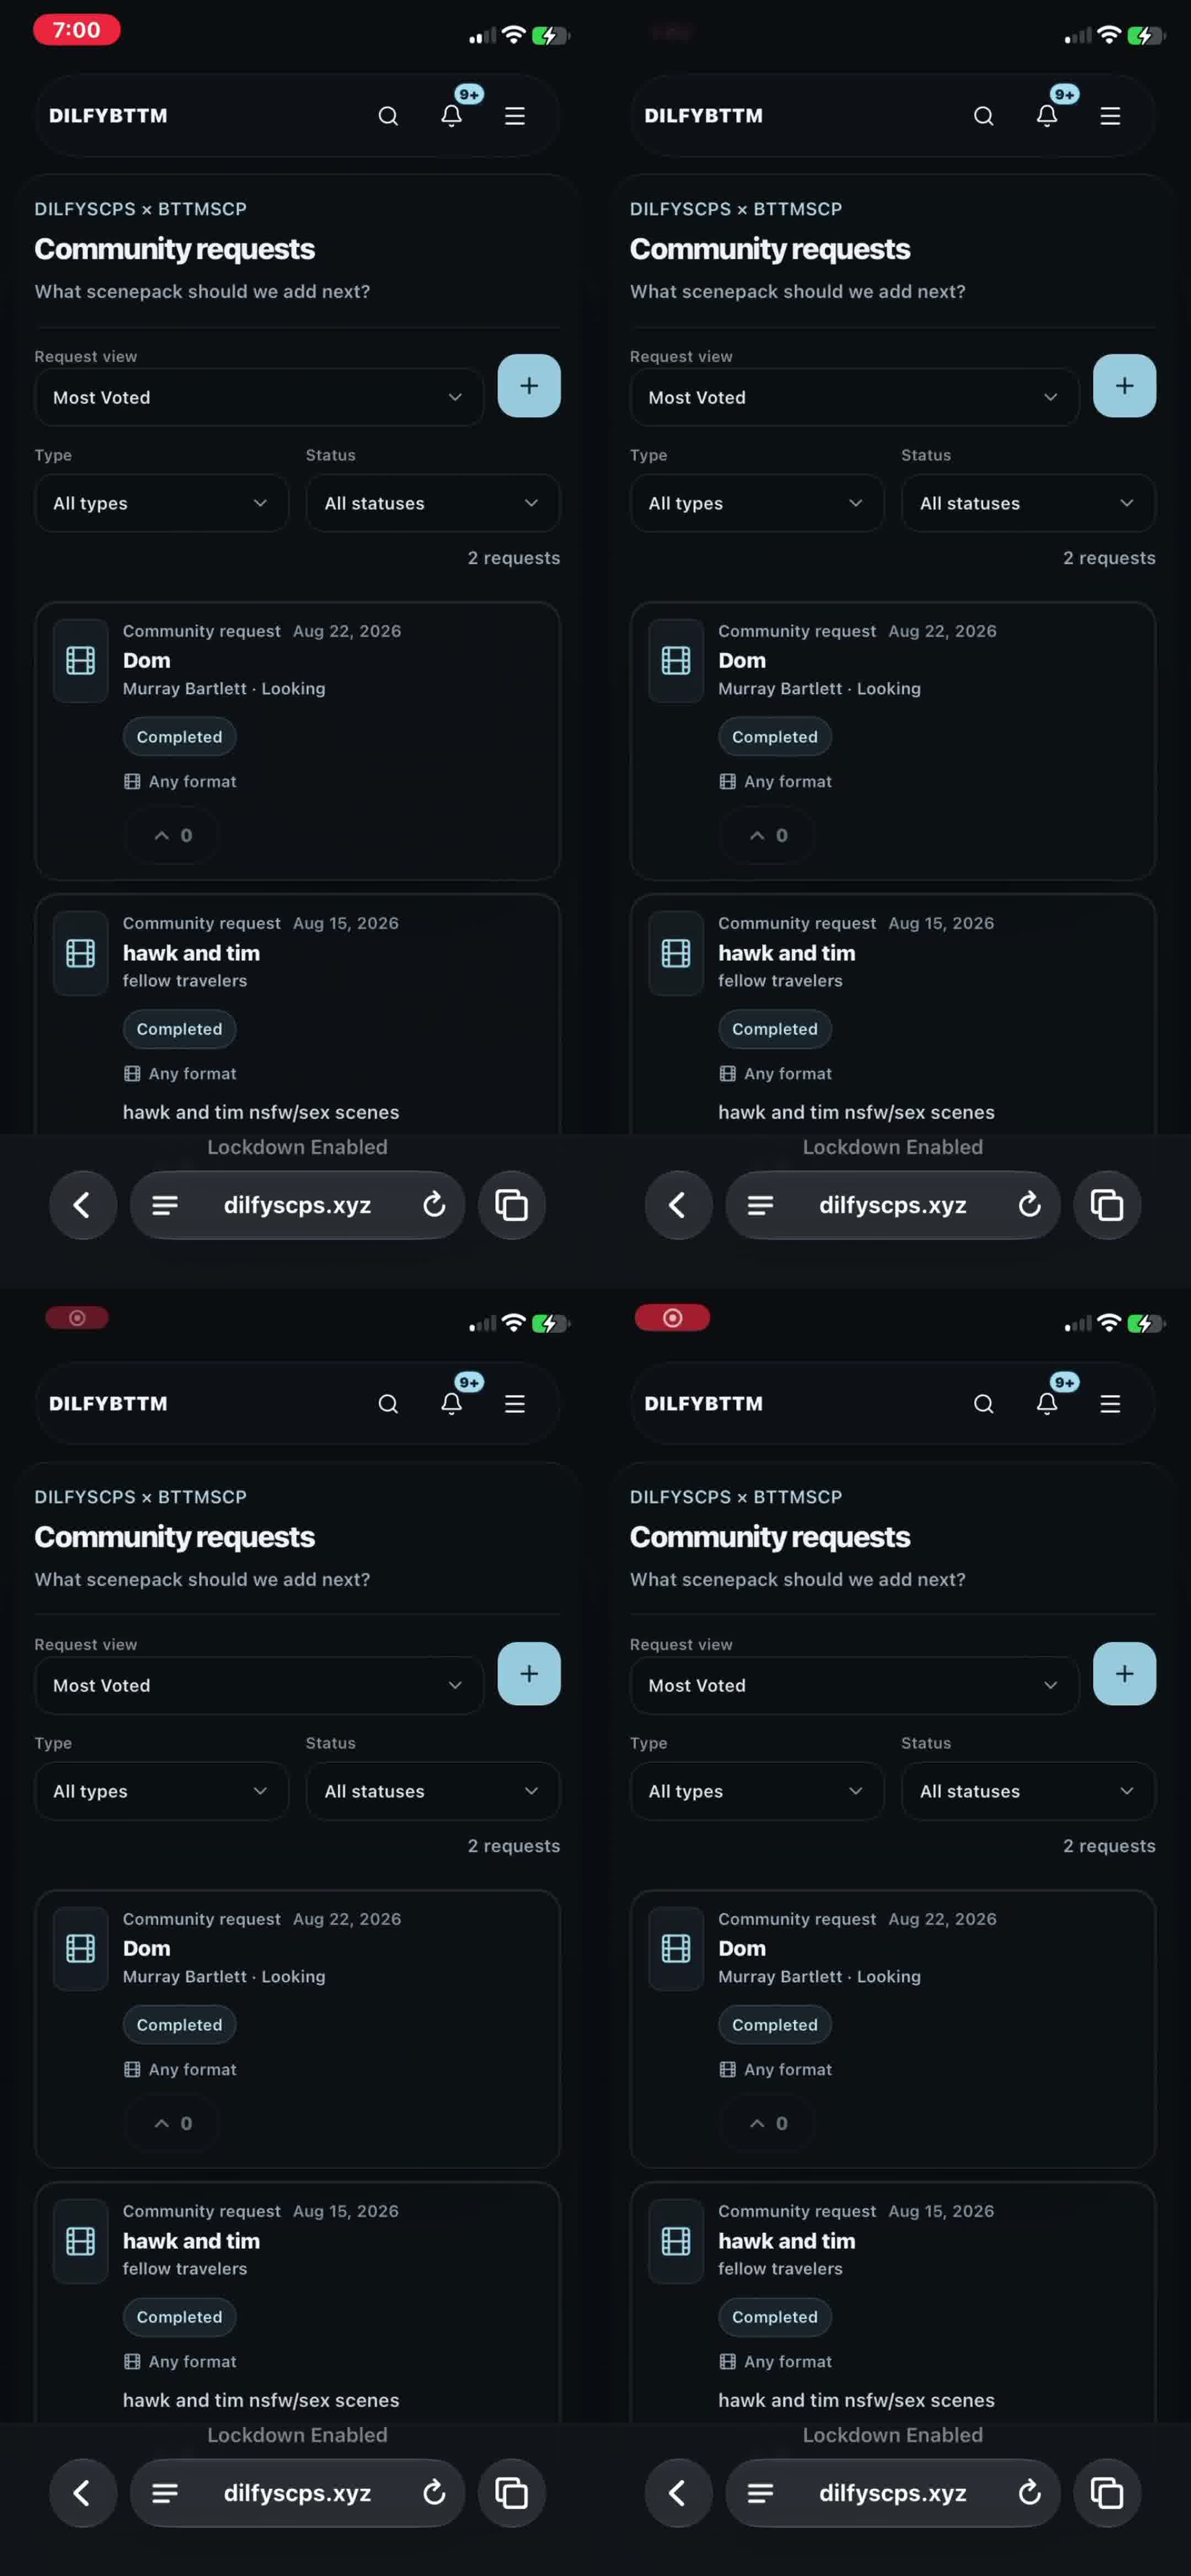 7:00
DILFYBTTM
9+
DILFYSCPS × BTTMSCP
Community requests
What scenepack should we add next?
Request view
Most Voted
Type
Status
All types
All statuses
2 requests
Community request Aug 22, 2026
Dom
Murray Bartlett · Looking
Completed
Any format
0
Community request Aug 15, 2026
hawk and tim
fellow travelers
Completed
Any format
hawk and tim nsfw/sex scenes
Lockdown Enabled
dilfyscps.xyz
DILFYBTTM
9+
DILFYSCPS × BTTMSCP
Community requests
What scenepack should we add next?
Request view
Most Voted
Type
Status
All types
All statuses
2 requests
Community request Aug 22, 2026
Dom
Murray Bartlett · Looking
Completed
Any format
0
Community request Aug 15, 2026
hawk and tim
fellow travelers
Completed
Any format
hawk and tim nsfw/sex scenes
Lockdown Enabled
dilfyscps.xyz
DILFYBTTM
9+
DILFYSCPS × BTTMSCP
Community requests
What scenepack should we add next?
Request view
Most Voted
Type
Status
All types
All statuses
2 requests
Community request Aug 22, 2026
Dom
Murray Bartlett · Looking
Completed
Any format
0
Community request Aug 15, 2026
hawk and tim
fellow travelers
Completed
Any format
hawk and tim nsfw/sex scenes
Lockdown Enabled
dilfyscps.xyz
DILFYBTTM
9+
DILFYSCPS × BTTMSCP
Community requests
What scenepack should we add next?
Request view
Most Voted
Type
Status
All types
All statuses
2 requests
Community request Aug 22, 2026
Dom
Murray Bartlett · Looking
Completed
Any format
0
Community request Aug 15, 2026
hawk and tim
fellow travelers
Completed
Any format
hawk and tim nsfw/sex scenes
Lockdown Enabled
dilfyscps.xyz